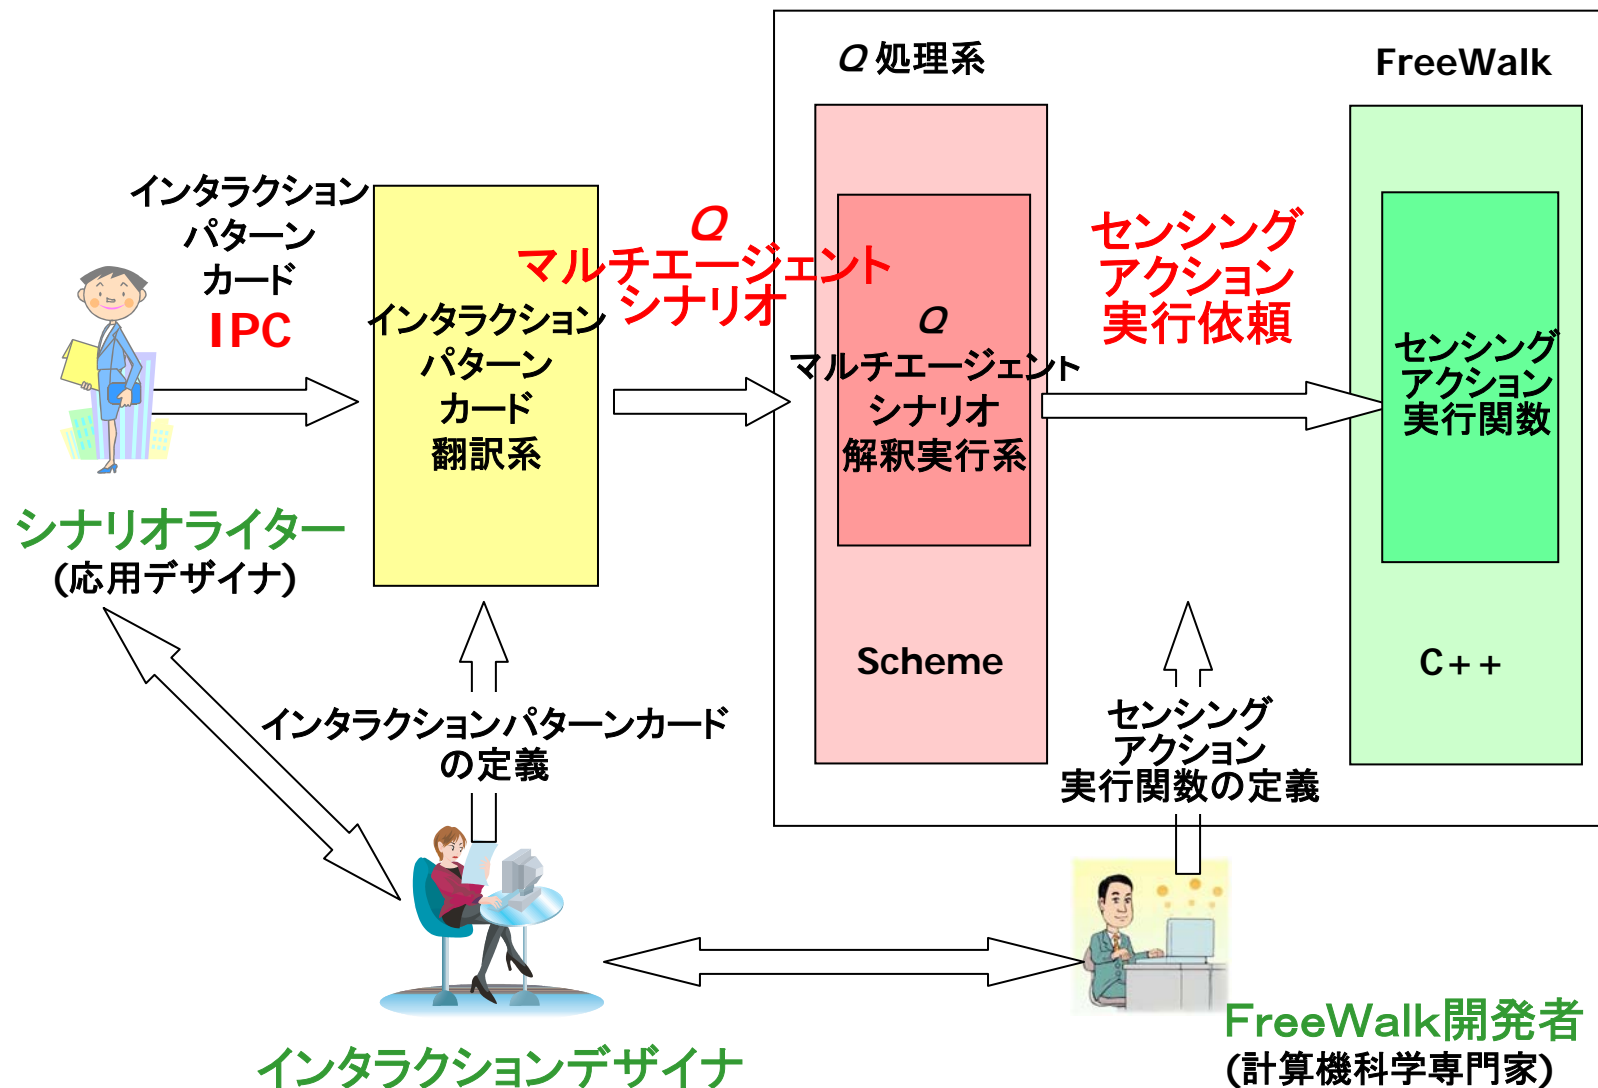 Q 処理系
FreeWalk
インタラクション
パターン
カード
IPC
Q
マルチエージェント
シナリオ
センシング
アクション
実行依頼
インタラクション
パターン
カード
翻訳系
Q
マルチエージェント
シナリオ
解釈実行系
センシング
アクション
実行関数
シナリオライター
(応用デザイナ)
Scheme
C++
インタラクションパターンカード
の定義
センシング
アクション
実行関数の定義
インタラクションデザイナ
FreeWalk開発者
(計算機科学専門家)